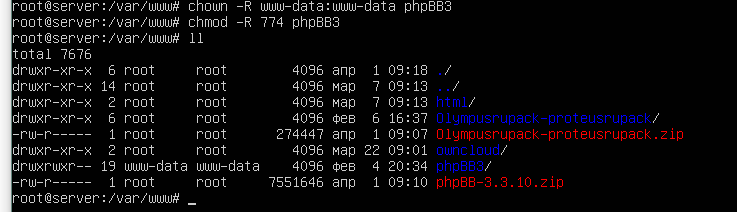 root@server:/var/www# chown -R www-data:www-data phpBB3
root@server:/var/www# chmod -R 774 phpBB3
root@server:/var/www# ll
total 7676
drwxr-xr-x 6 root root 4096 апр 1 09:18 ./
drwxr-xr-x 14 root root 4096 мар 7 09:13 ../
drwxr-xr-x 2 root root 4096 мар 7 09:13 html/
drwxr-xr-x 6 root root 4096 фев 6 16:37 Olympusrupack-proteusrupack/
-rw-r----- 1 root root 274447 апр 1 09:07 Olympusrupack-proteusrupack.zip
drwxr-xr-x 2 root root 4096 мар 22 09:01 owncloud/
drwxrwxr-- 19 www-data www-data 4096 фев 4 20:34 phpBB3/
-rw-r----- 1 root root 7551646 апр 1 09:10 phpBB-3.3.10.zip
root@server:/var/www# _